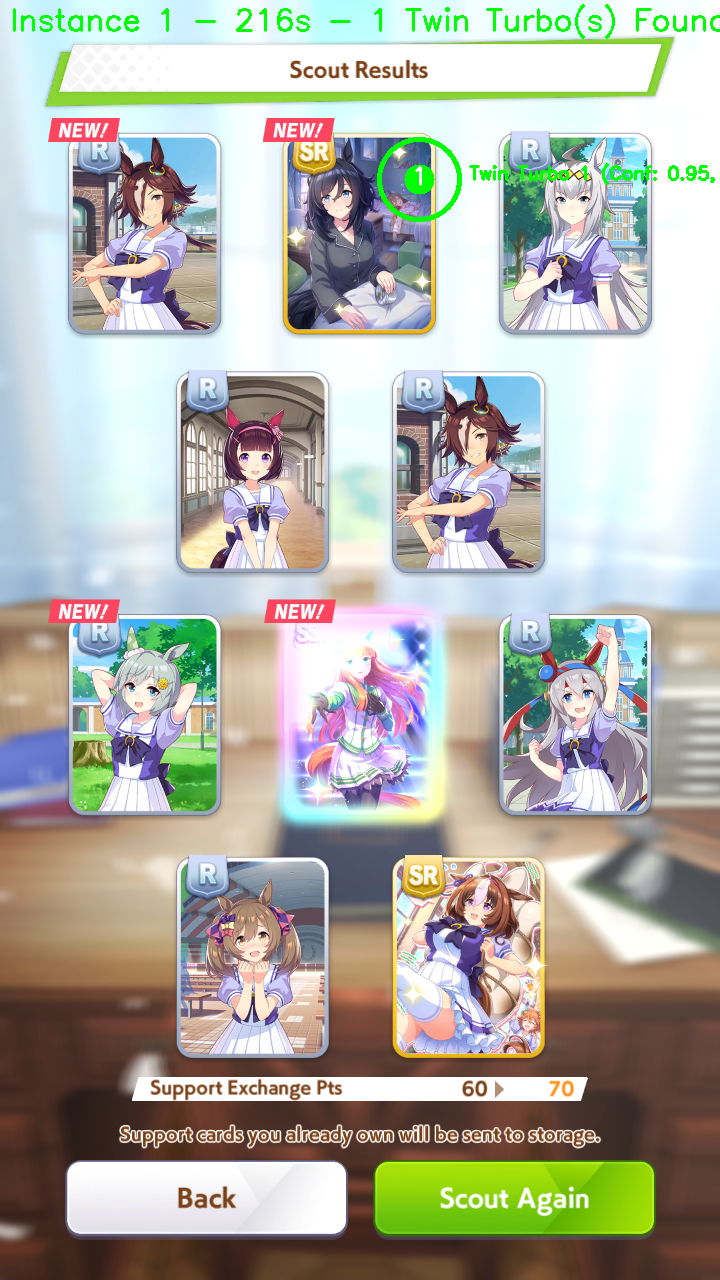 Instance 1 - 216s - 1 Twin Turbo(s) Found
Scout Results
NEW! NEW!
R SR R
1 Twin Turbo 1 (Conf: 0.95,
R R
NEW! NEW!
R R
R SR
Support Exchange Pts 60 70
Support cards you already own will be sent to storage.
Back Scout Again